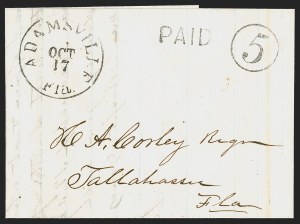 ADAMSVILLE
OCT
17
Fla.
PAID
5
H A. Corley Esqr
Tallahassee
Fla